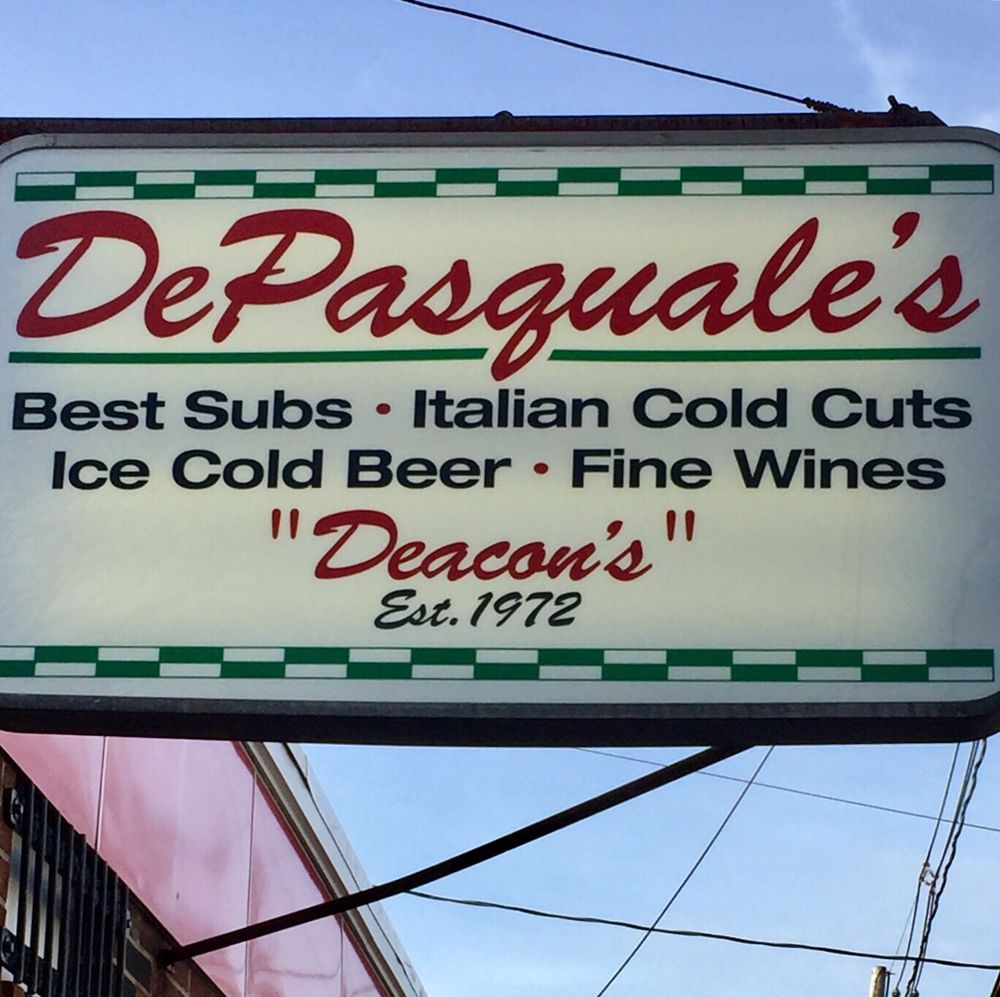 DePasquale's
Best Subs • Italian Cold Cuts
Ice Cold Beer • Fine Wines
"Deacon's"
Est. 1972